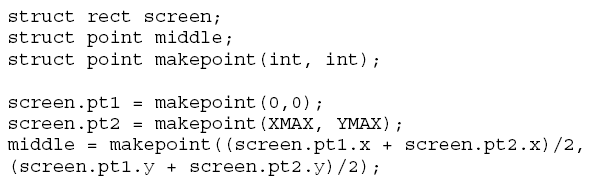 struct rect screen;
struct point middle;
struct point makepoint(int, int);
screen.pt1 = makepoint(0,0);
screen.pt2 = makepoint(XMAX, YMAX);
middle = makepoint((screen.pt1.x + screen.pt2.x)/2,
(screen.pt1.y + screen.pt2.y)/2);